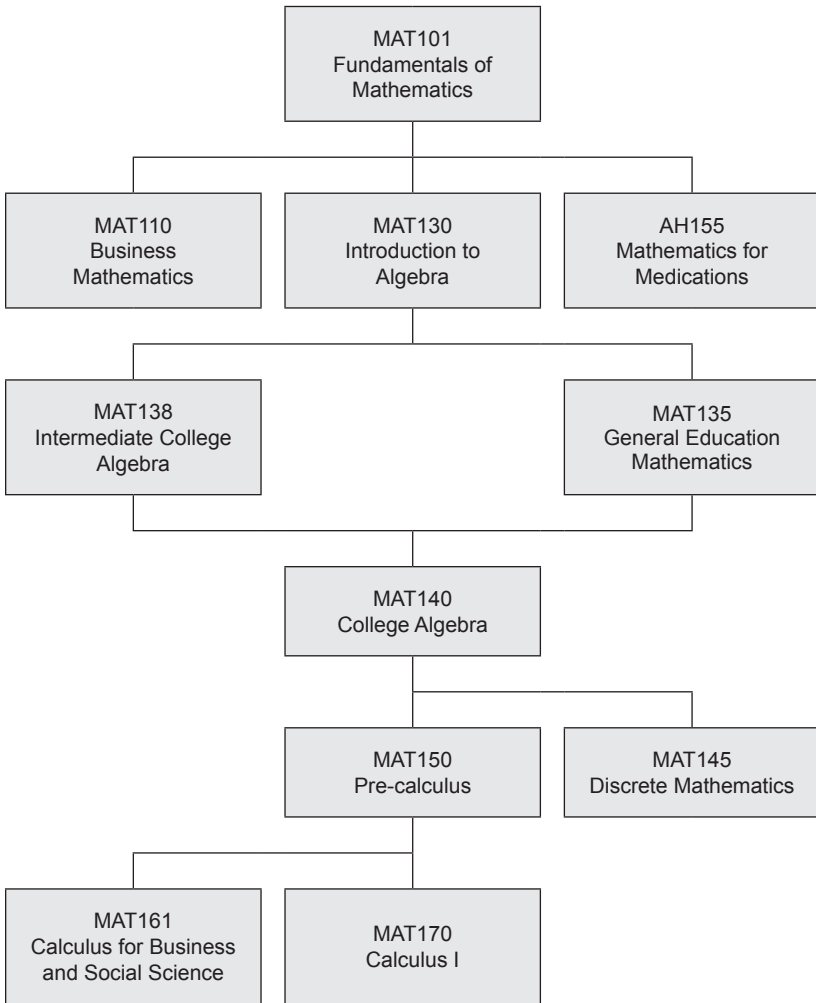 MAT101
Fundamentals of
Mathematics
MAT110
Business
Mathematics
MAT130
Introduction to
Algebra
AH155
Mathematics for
Medications
MAT138
Intermediate College
Algebra
MAT135
General Education
Mathematics
MAT140
College Algebra
MAT150
Pre-calculus
MAT145
Discrete Mathematics
MAT161
Calculus for Business
and Social Science
MAT170
Calculus I